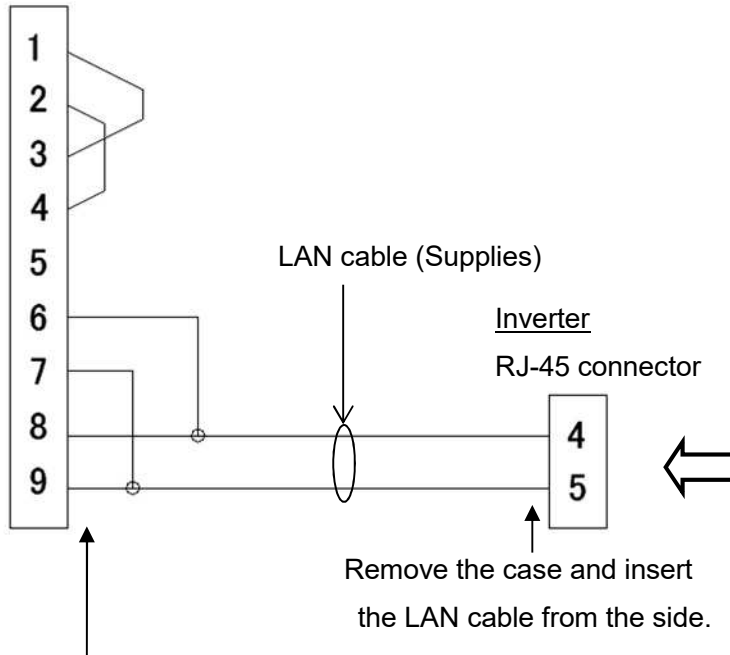 1
2
3
4
5
6
7
8
9
LAN cable (Supplies)
Inverter
RJ-45 connector
4
5
Remove the case and insert
the LAN cable from the side.